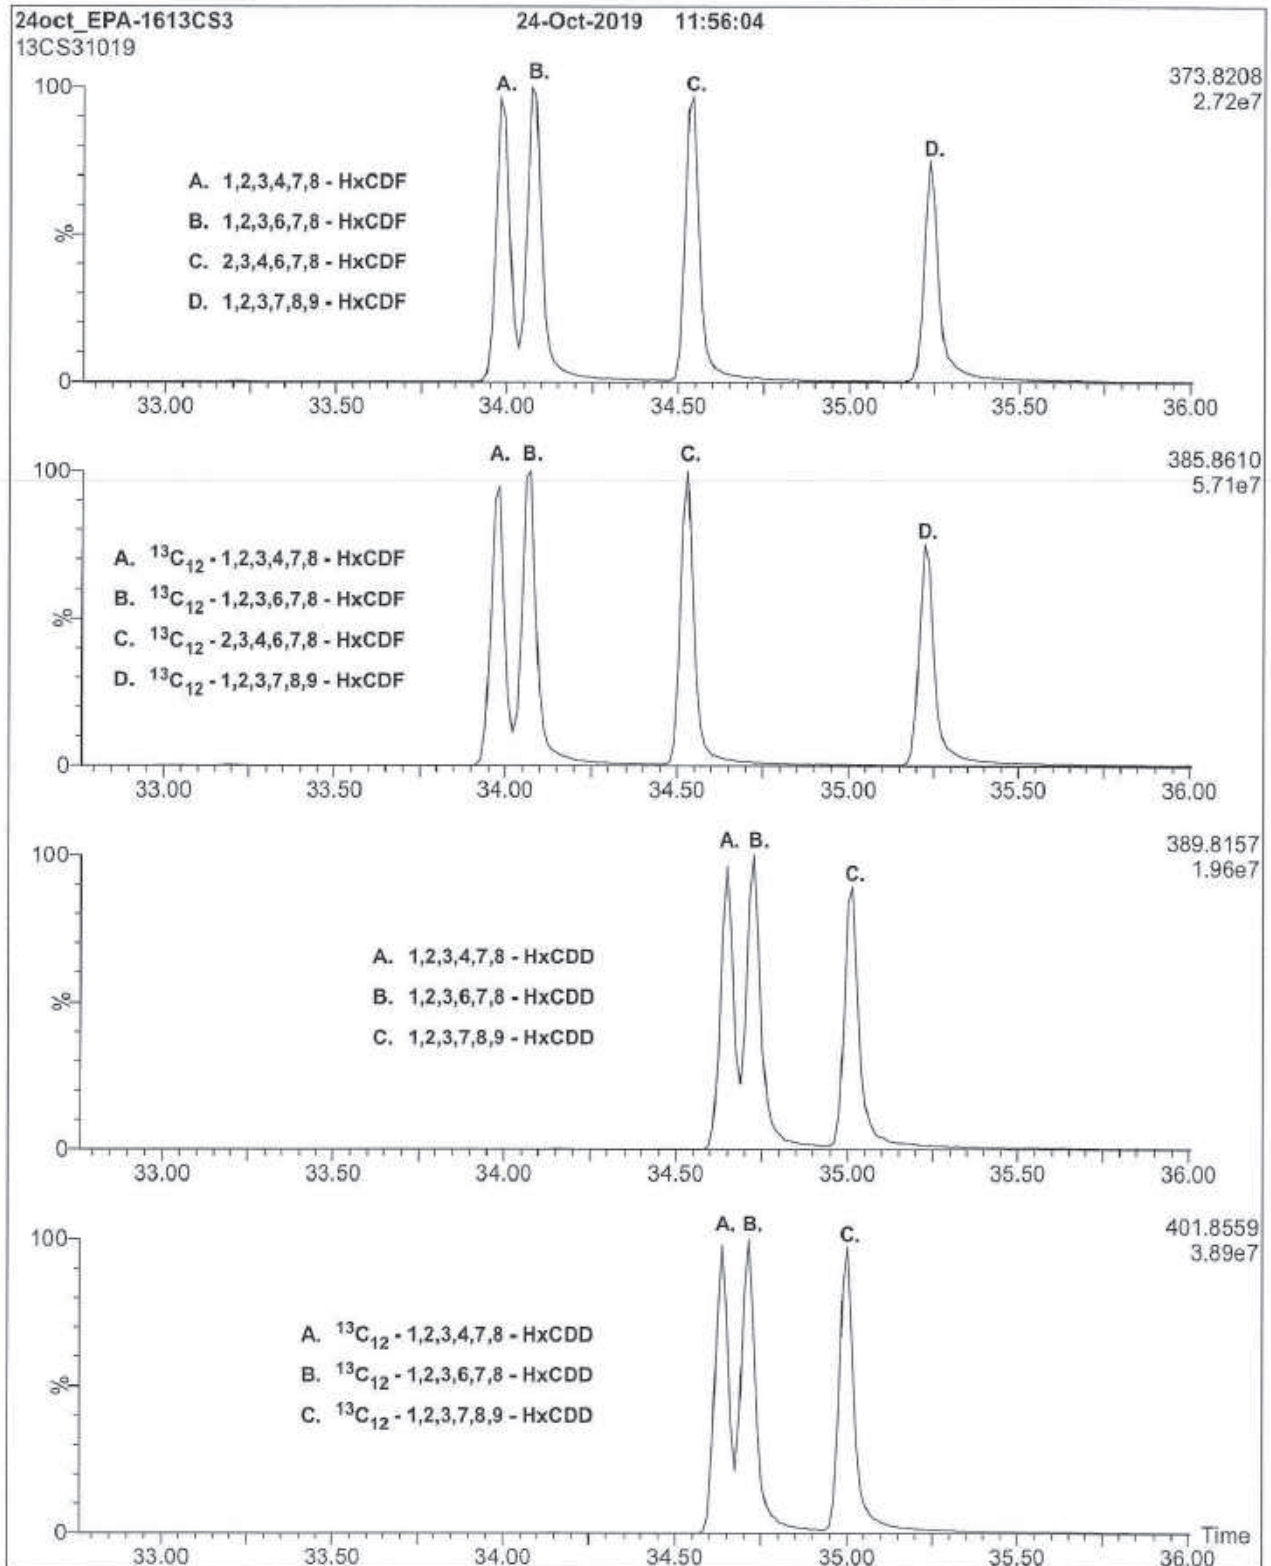 24oct_EPA-1613CS3 24-Oct-2019 11:56:04
13CS31019
373.8208
2.72e7
100
A. B. C. D.
A. 1,2,3,4,7,8 - HxCDF
B. 1,2,3,6,7,8 - HxCDF
C. 2,3,4,6,7,8 - HxCDF
D. 1,2,3,7,8,9 - HxCDF
%
0
33.00 33.50 34.00 34.50 35.00 35.50 36.00
385.8610
5.71e7
100
A. B. C. D.
A. ¹³C₁₂ - 1,2,3,4,7,8 - HxCDF
B. ¹³C₁₂ - 1,2,3,6,7,8 - HxCDF
C. ¹³C₁₂ - 2,3,4,6,7,8 - HxCDF
D. ¹³C₁₂ - 1,2,3,7,8,9 - HxCDF
%
0
33.00 33.50 34.00 34.50 35.00 35.50 36.00
389.8157
1.96e7
100
A. B. C.
A. 1,2,3,4,7,8 - HxCDD
B. 1,2,3,6,7,8 - HxCDD
C. 1,2,3,7,8,9 - HxCDD
%
0
33.00 33.50 34.00 34.50 35.00 35.50 36.00
401.8559
3.89e7
100
A. B. C.
A. ¹³C₁₂ - 1,2,3,4,7,8 - HxCDD
B. ¹³C₁₂ - 1,2,3,6,7,8 - HxCDD
C. ¹³C₁₂ - 1,2,3,7,8,9 - HxCDD
%
0
Time
33.00 33.50 34.00 34.50 35.00 35.50 36.00